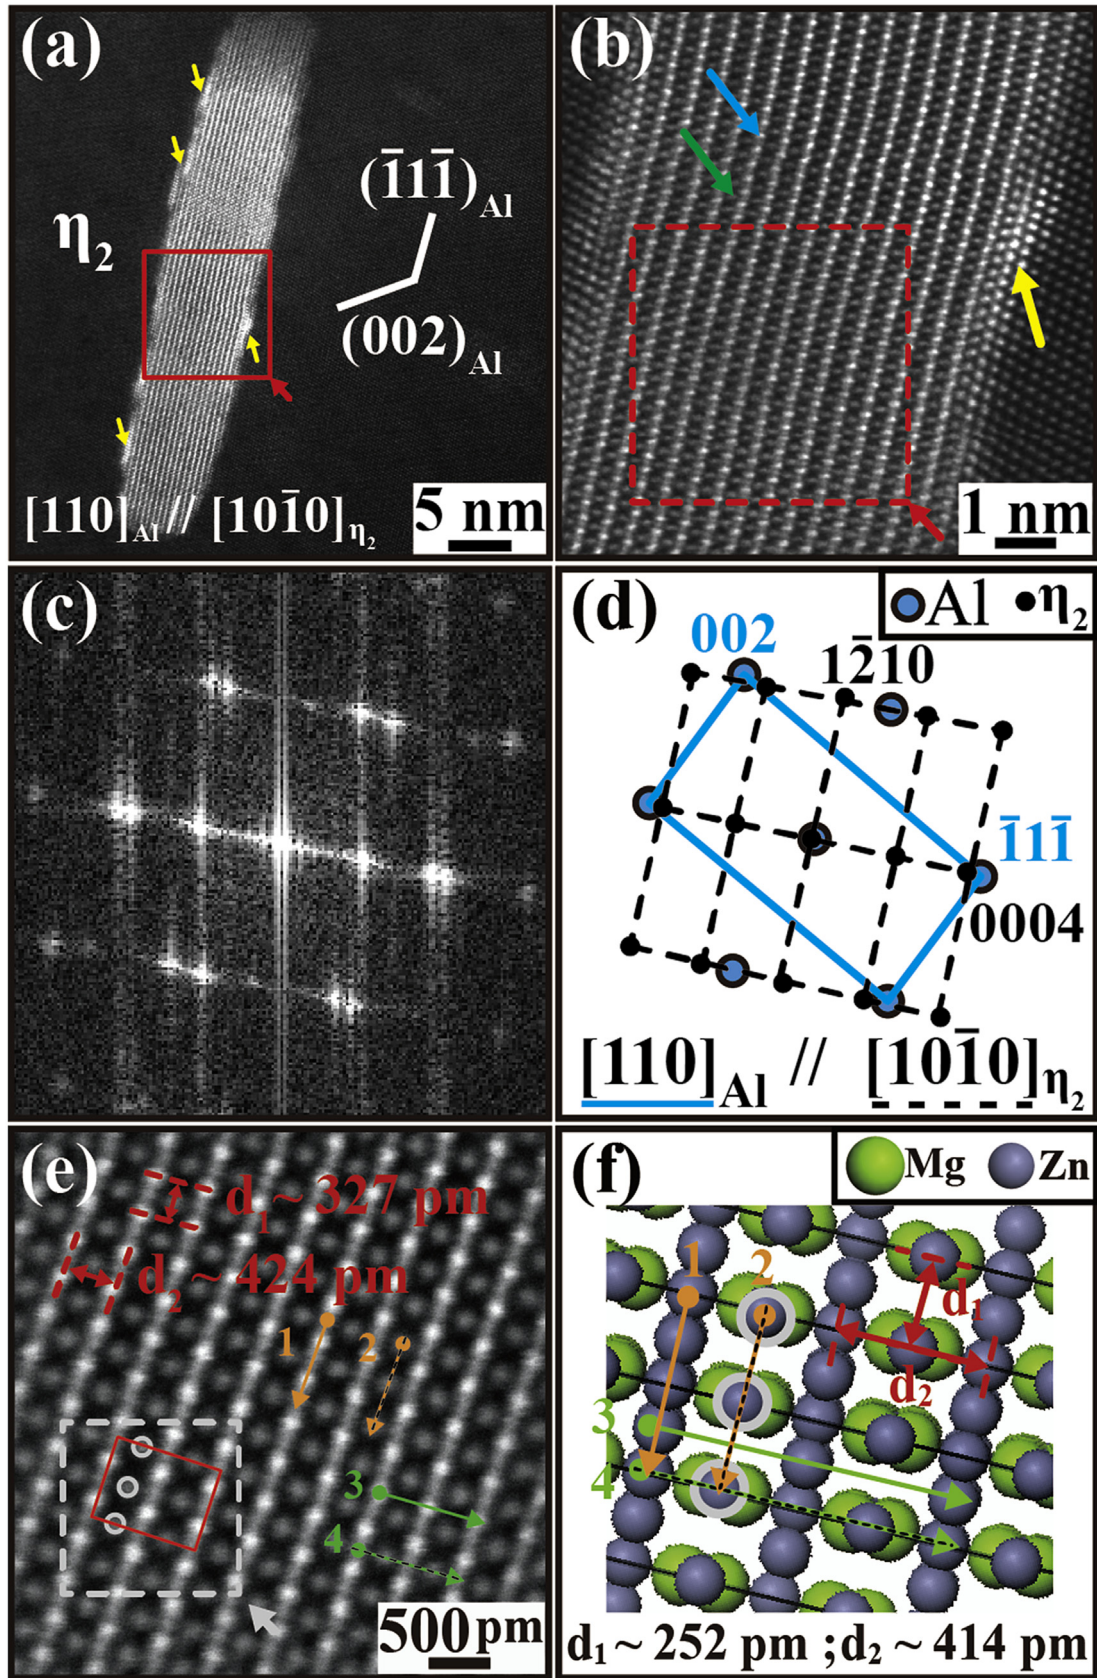 (a)
η₂
(1̄11̄)Al
(002)Al
[110]Al // [101̄0]η₂
5 nm
(b)
1 nm
(c)
(d)
Al η₂
002
12̄10
1̄11̄
0004
[110]Al // [101̄0]η₂
(e)
d₁ ~ 327 pm
d₂ ~ 424 pm
1
2
3
4
500 pm
(f)
Mg Zn
1
2
d₁
d₂
3
4
d₁ ~ 252 pm ;d₂ ~ 414 pm